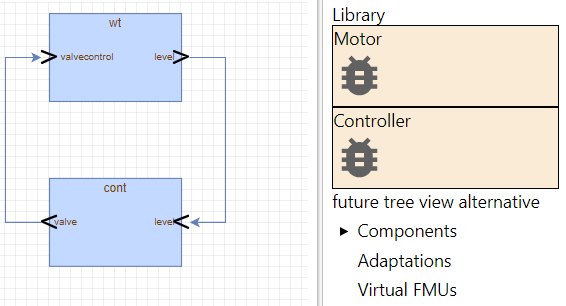 wt
valvecontrol
level
cont
valve
level
Library
Motor
Controller
future tree view alternative
Components
Adaptations
Virtual FMUs